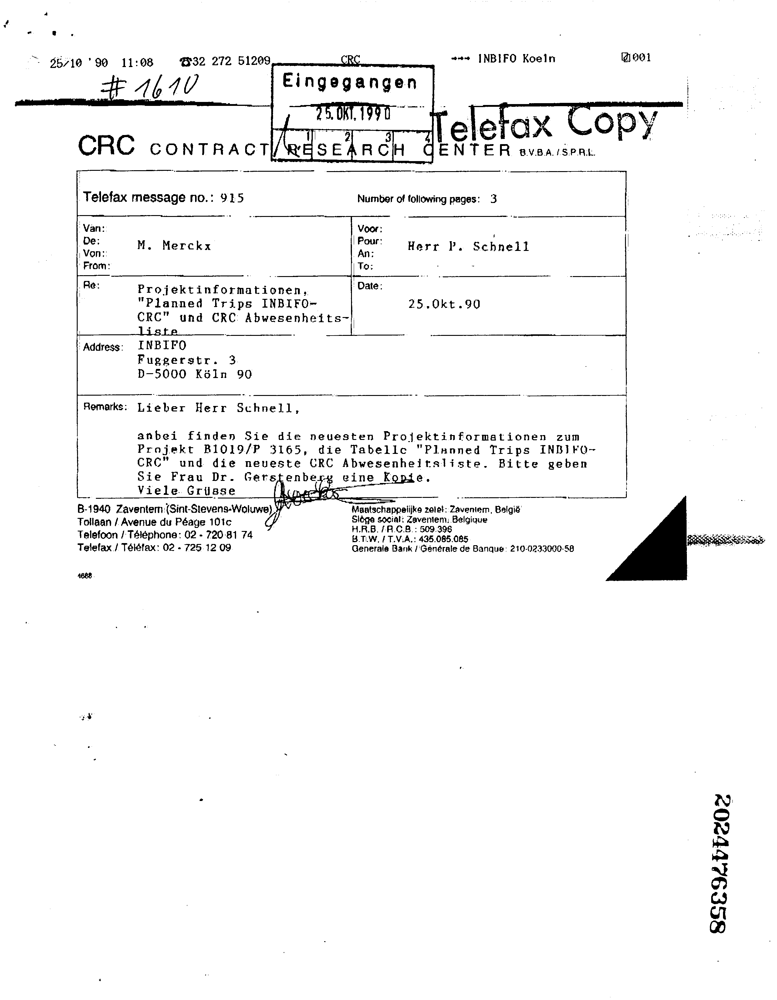 25/10 '90 11:08 ☎32 272 51209 CRC →→→ INBIFO Koeln 001
# 1610
Eingegangen
25. OKT. 1990
1 2 3 4
Telefax Copy
CRC CONTRACT RESEARCH CENTER B.V.B.A. / S.P.R.L.
Telefax message no.: 915
Number of following pages: 3
Van:
De:
Von:
From:
M. Merckx
Voor:
Pour:
An:
To:
Herr P. Schnell
Re: Projektinformationen,
"Planned Trips INBIFO-
CRC" und CRC Abwesenheits-
liste
Date:
25.Okt.90
Address: INBIFO
Fuggerstr. 3
D-5000 Köln 90
Remarks: Lieber Herr Schnell,
anbei finden Sie die neuesten Projektinformationen zum
Projekt B1019/P 3165, die Tabelle "Planned Trips INBIFO-
CRC" und die neueste CRC Abwesenheitsliste. Bitte geben
Sie Frau Dr. Gerstenberg eine Kopie.
Viele Grüsse
B-1940 Zaventem (Sint-Stevens-Woluwe)
Tollaan / Avenue du Péage 101c
Telefoon / Téléphone: 02 - 720 81 74
Telefax / Téléfax: 02 - 725 12 09
Maatschappelijke zetel: Zaventem, België
Siège social: Zaventem, Belgique
H.R.B. / R.C.B.: 509.396
B.T.W. / T.V.A.: 435.085.085
Generale Bank / Générale de Banque: 210-0233000-58
1688
2024476358